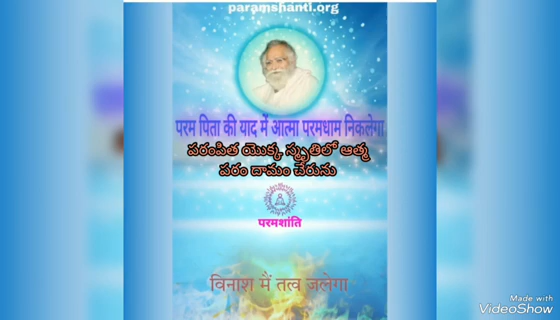 paramshanti.org
परम पिता की याद में आत्मा परमधाम निकलेगा
పరంపిత యొక్క స్మృతిలో ఆత్మ
పరం దామం చేరును
परमशांति
विनाश मैं तत्व जलेगा
Made with
VideoShow